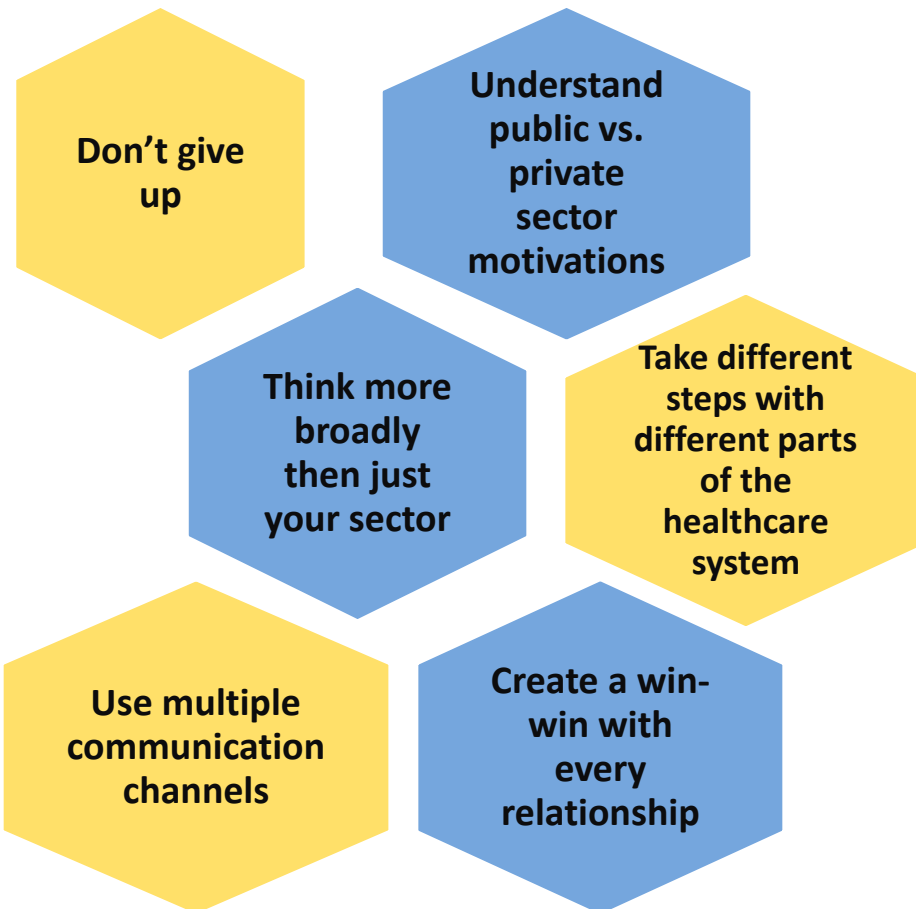 Don’t give
up
Understand
public vs.
private
sector
motivations
Think more
broadly
then just
your sector
Take different
steps with
different parts
of the
healthcare
system
Use multiple
communication
channels
Create a win-
win with
every
relationship